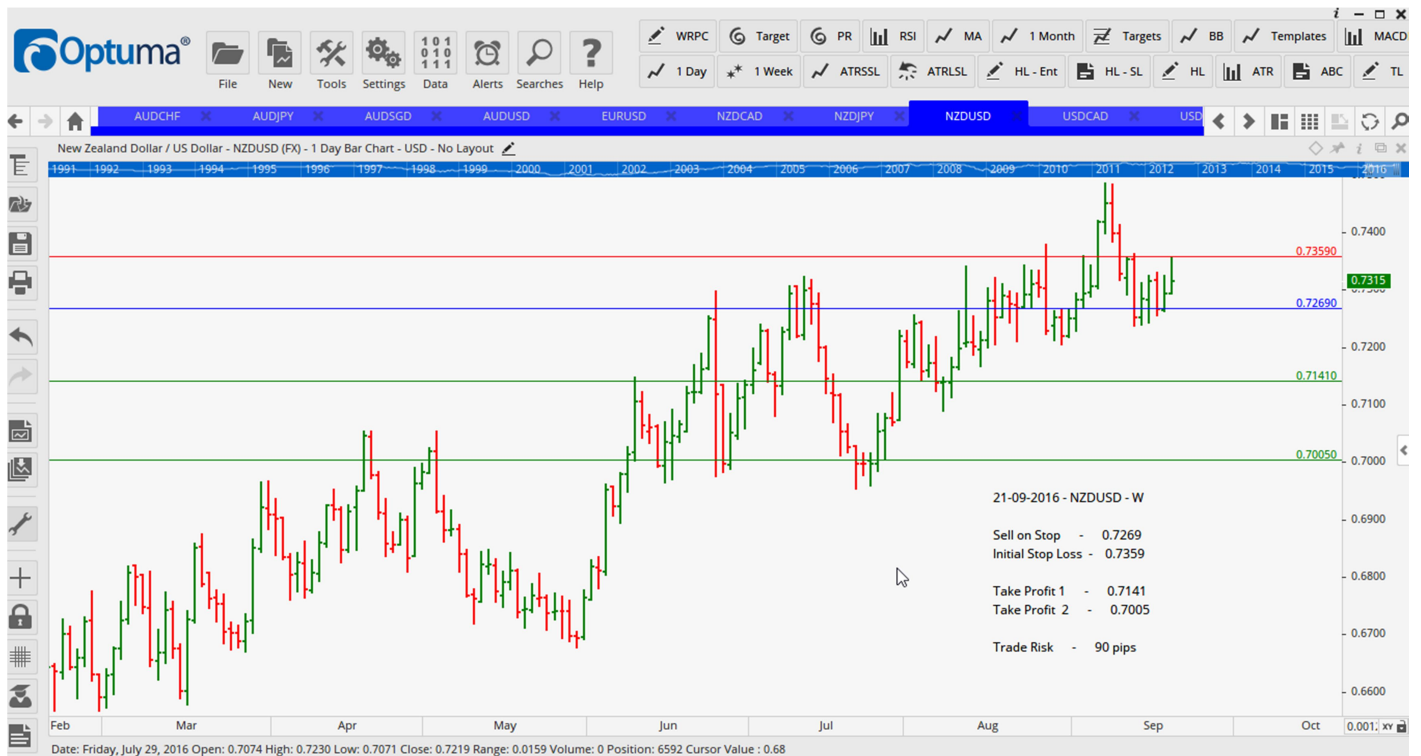 Optuma®
File
New
Tools
Settings
Data
Alerts
Searches
Help
WRPC
Target
PR
RSI
MA
1 Month
Targets
BB
Templates
MACD
1 Day
1 Week
ATRSSL
ATRLSL
HL - Ent
HL - SL
HL
ATR
ABC
TL
AUDCHF
AUDJPY
AUDSGD
AUDUSD
EURUSD
NZDCAD
NZDJPY
NZDUSD
USDCAD
USD
New Zealand Dollar / US Dollar - NZDUSD (FX) - 1 Day Bar Chart - USD - No Layout
1991 1992 1993 1994 1995 1996 1997 1998 1999 2000 2001 2002 2003 2004 2005 2006 2007 2008 2009 2010 2011 2012 2013 2014 2015 2016
0.7400
0.73590
0.7315
0.7300
0.72690
0.7200
0.71410
0.7100
0.70050
0.7000
21-09-2016 - NZDUSD - W
0.6900
Sell on Stop - 0.7269
Initial Stop Loss - 0.7359
0.6800
Take Profit 1 - 0.7141
Take Profit 2 - 0.7005
0.6700
Trade Risk - 90 pips
0.6600
Feb Mar Apr May Jun Jul Aug Sep Oct
XY
Date: Friday, July 29, 2016 Open: 0.7074 High: 0.7230 Low: 0.7071 Close: 0.7219 Range: 0.0159 Volume: 0 Position: 6592 Cursor Value : 0.68